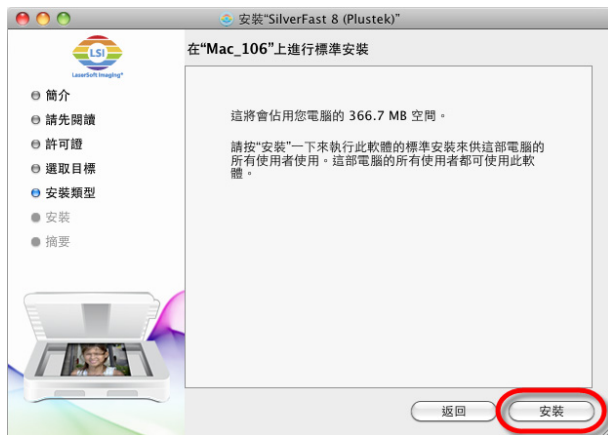 安裝“SilverFast 8 (Plustek)”
LSI
LaserSoft Imaging®
在“Mac_106”上進行標準安裝
簡介
請先閱讀
許可證
選取目標
安裝類型
安裝
摘要
這將會佔用您電腦的 366.7 MB 空間。
請按“安裝”一下來執行此軟體的標準安裝來供這部電腦的
所有使用者使用。這部電腦的所有使用者都可使用此軟
體。
返回
安裝